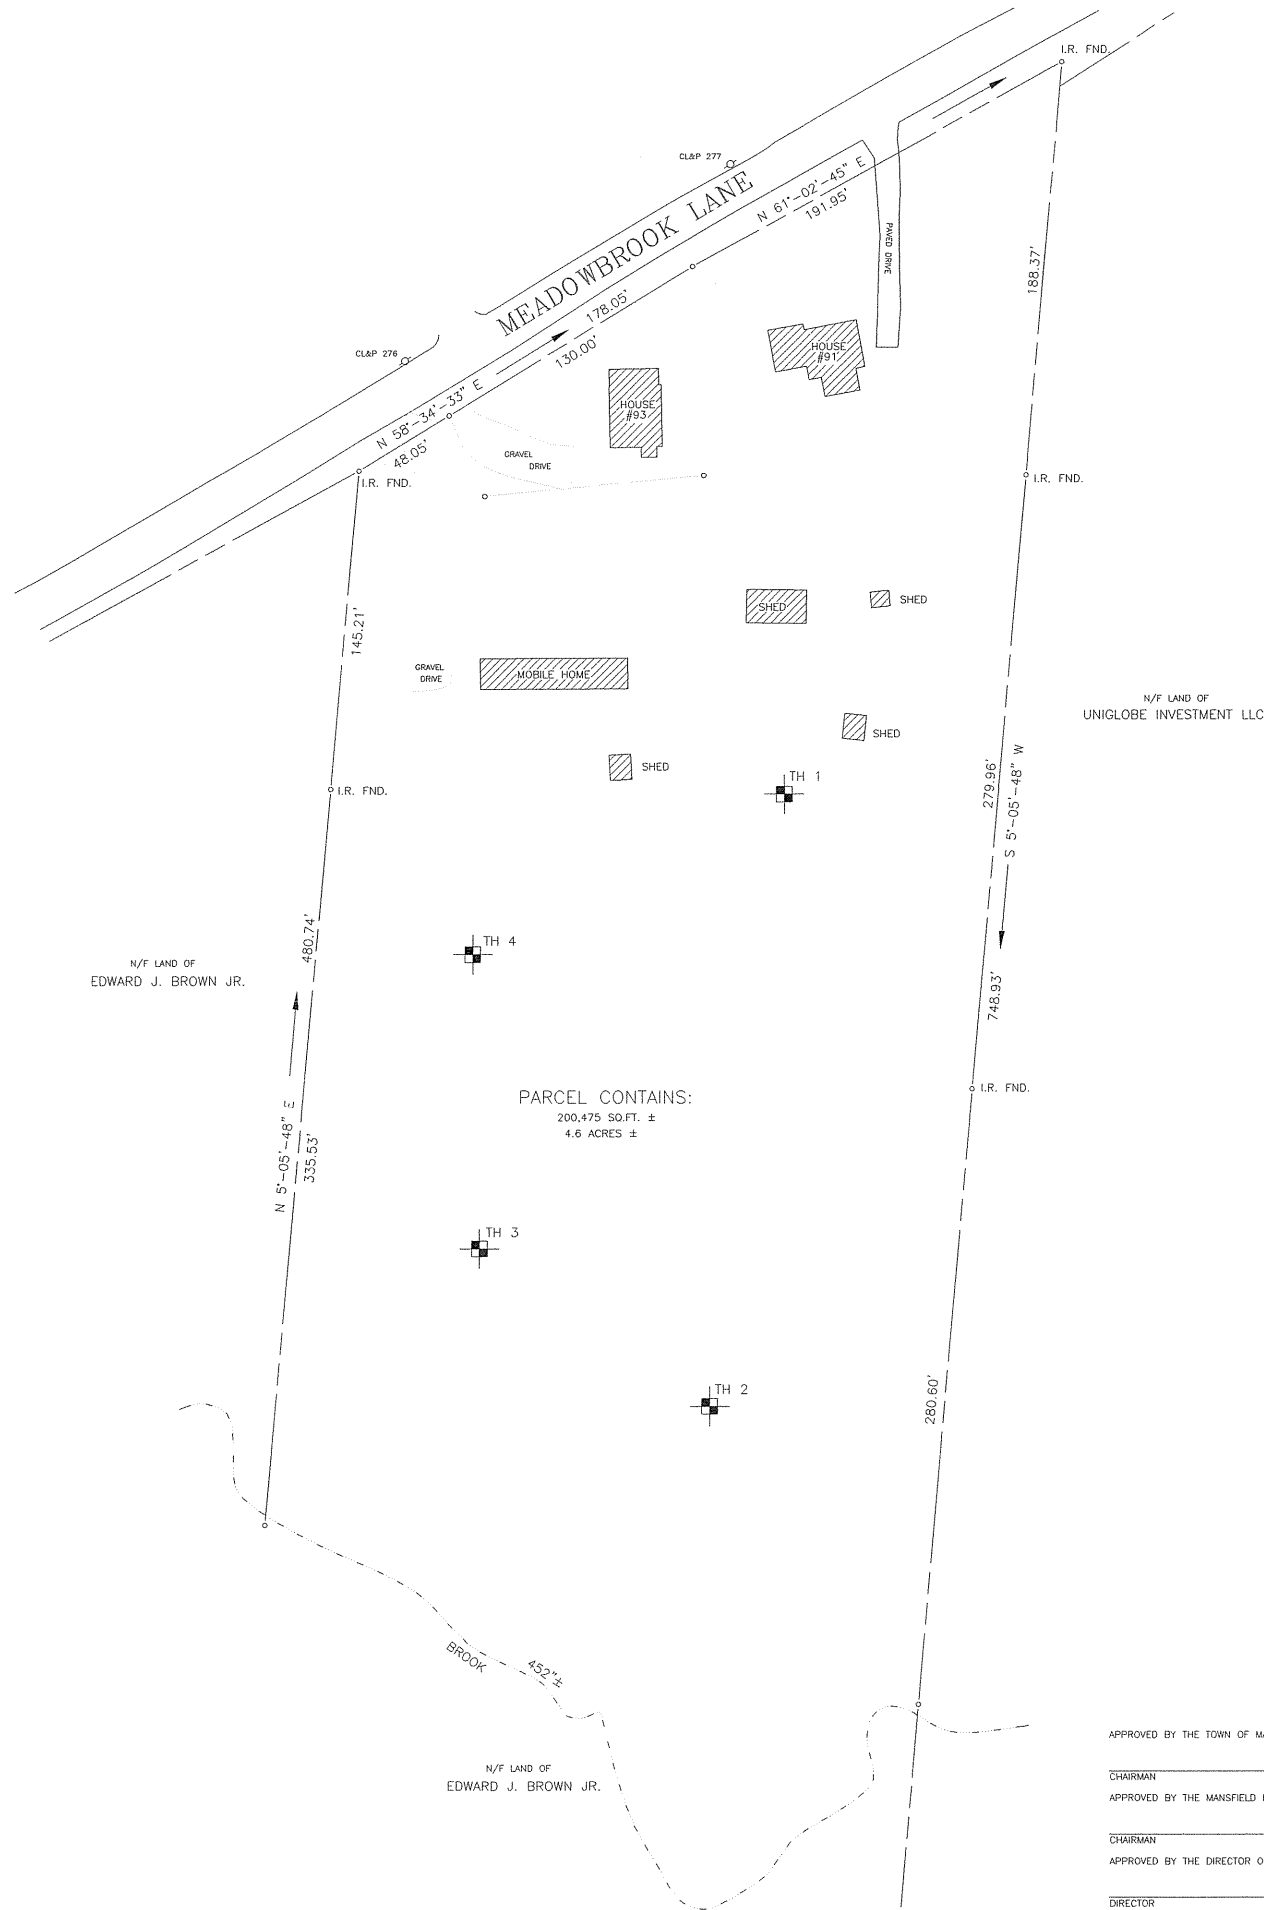 I.R. FND.
CL&P 277
MEADOWBROOK LANE
N 61°-02'-45" E
191.95'
PAVED DRIVE
188.37'
178.05'
130.00'
CL&P 276
N 58°-34'-33" E
48.05'
HOUSE
#91
HOUSE
#93
GRAVEL
DRIVE
I.R. FND.
I.R. FND.
145.21'
SHED
SHED
GRAVEL
DRIVE
MOBILE HOME
N/F LAND OF
UNIGLOBE INVESTMENT LLC
SHED
SHED
TH 1
279.96'
S 5°-05'-48" W
I.R. FND.
480.74'
TH 4
N/F LAND OF
EDWARD J. BROWN JR.
748.93'
I.R. FND.
PARCEL CONTAINS:
200,475 SQ.FT. ±
4.6 ACRES ±
N 5°-05'-48" E
335.53'
TH 3
TH 2
280.60'
BROOK
452"±
N/F LAND OF
EDWARD J. BROWN JR.
APPROVED BY THE TOWN OF
CHAIRMAN
APPROVED BY THE MANSFIELD
CHAIRMAN
APPROVED BY THE DIRECTOR
DIRECTOR